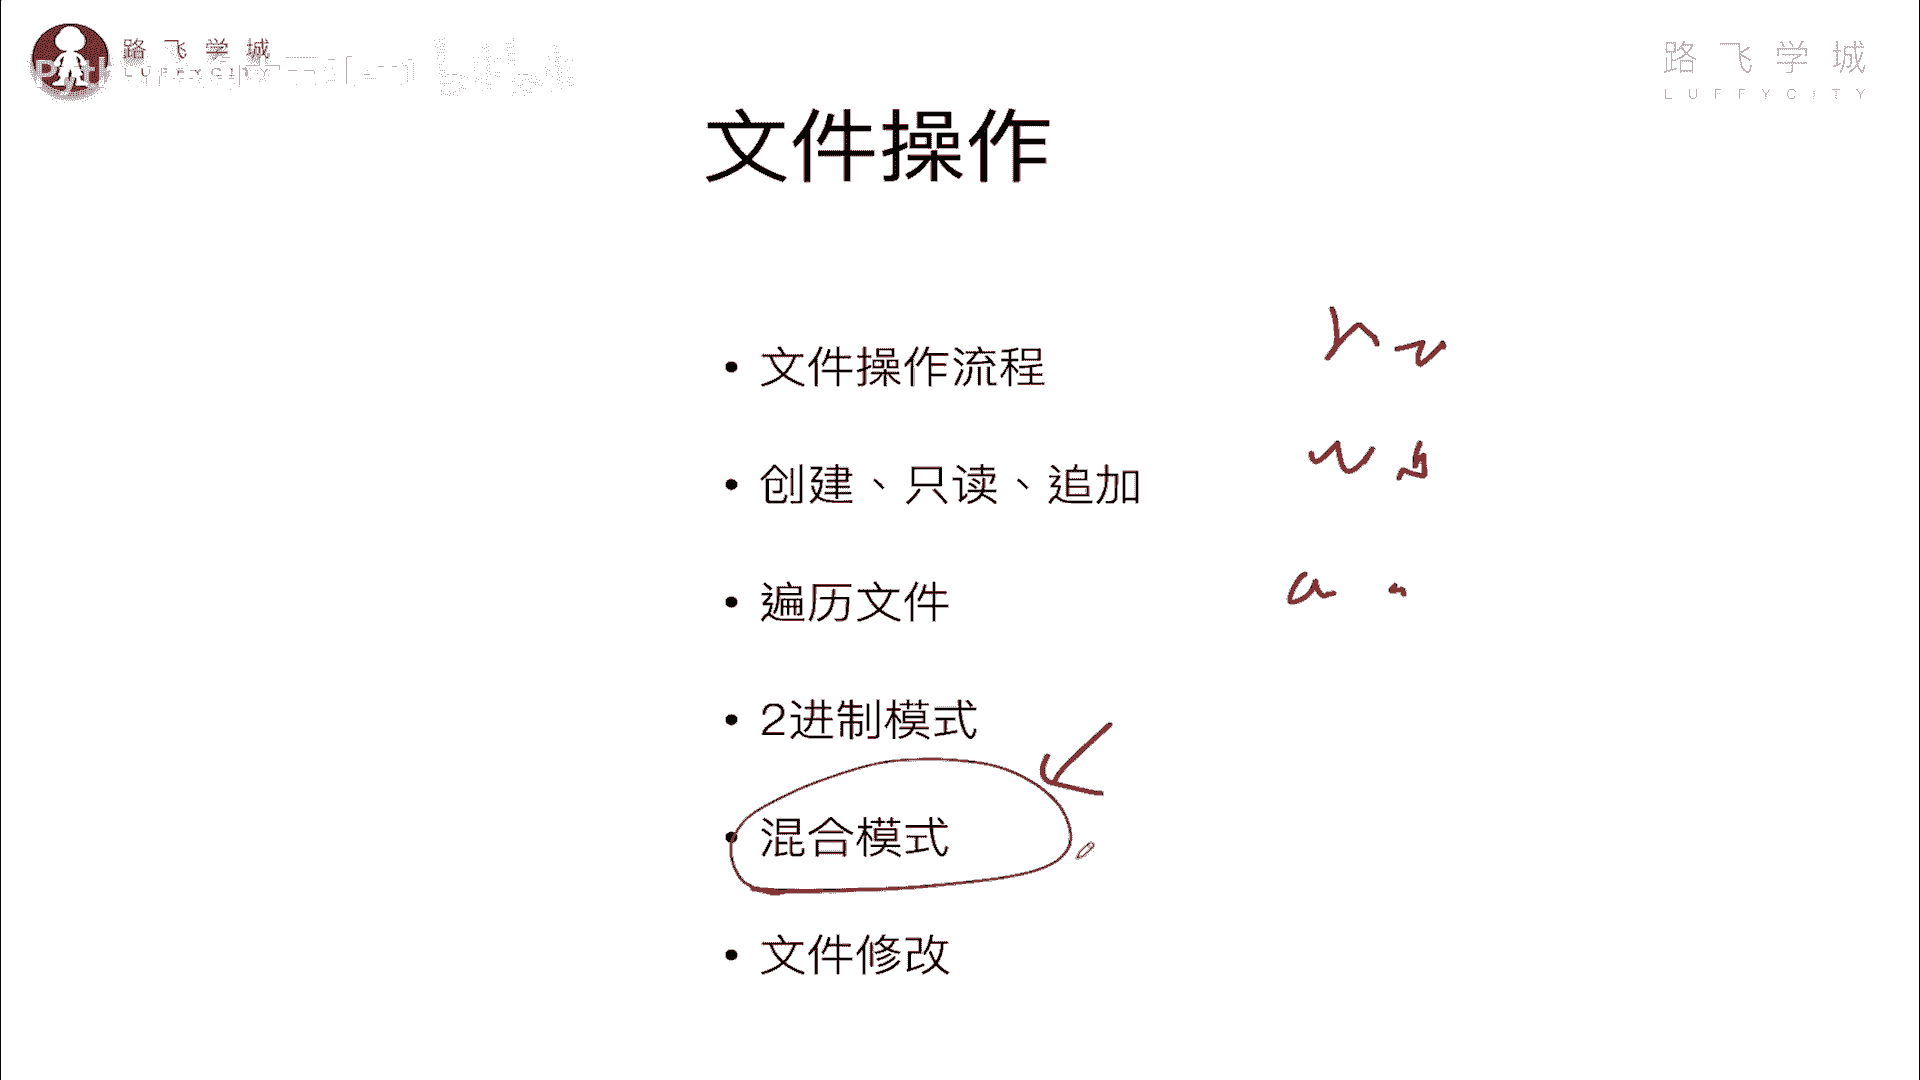 路飞学城
LUFFYCITY
路飞学城
LUFFYCITY
文件操作
• 文件操作流程
• 创建、只读、追加
• 遍历文件
• 2进制模式
• 混合模式
• 文件修改
a